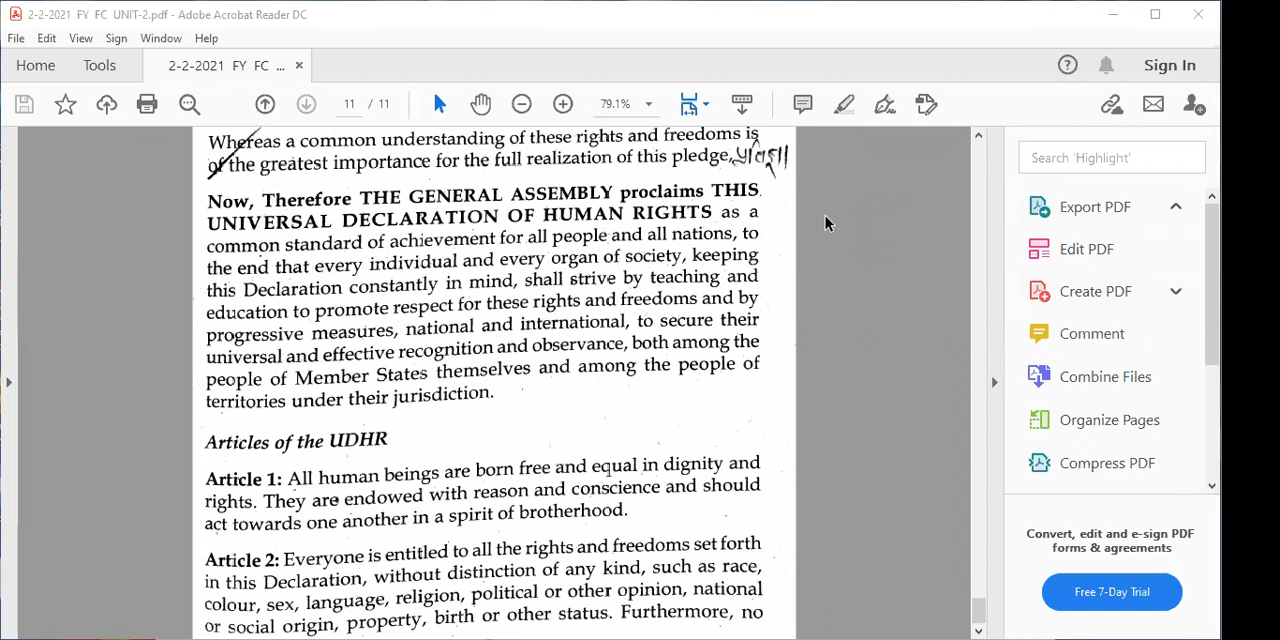 2-2-2021 FY FC UNIT-2.pdf - Adobe Acrobat Reader DC
File Edit View Sign Window Help
Home Tools 2-2-2021 FY FC ... × Sign In
11 / 11 79.1%
Whereas a common understanding of these rights and freedoms is
of the greatest importance for the full realization of this pledge,
Now, Therefore THE GENERAL ASSEMBLY proclaims THIS
UNIVERSAL DECLARATION OF HUMAN RIGHTS as a
common standard of achievement for all people and all nations, to
the end that every individual and every organ of society, keeping
this Declaration constantly in mind, shall strive by teaching and
education to promote respect for these rights and freedoms and by
progressive measures, national and international, to secure their
universal and effective recognition and observance, both among the
people of Member States themselves and among the people of
territories under their jurisdiction.
Articles of the UDHR
Article 1: All human beings are born free and equal in dignity and
rights. They are endowed with reason and conscience and should
act towards one another in a spirit of brotherhood.
Article 2: Everyone is entitled to all the rights and freedoms set forth
in this Declaration, without distinction of any kind, such as race,
colour, sex, language, religion, political or other opinion, national
or social origin, property, birth or other status. Furthermore, no
Search 'Highlight'
Export PDF
Edit PDF
Create PDF
Comment
Combine Files
Organize Pages
Compress PDF
Convert, edit and e-sign PDF
forms & agreements
Free 7-Day Trial